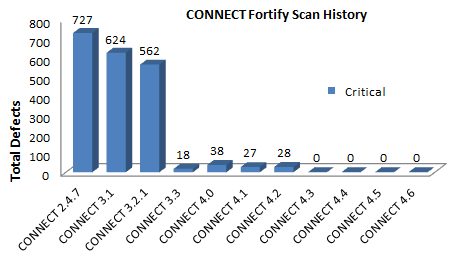 CONNECT Fortify Scan History
Total Defects
800
700
600
500
400
300
200
100
0
727
624
562
18
38
27
28
0
0
0
0
Critical
CONNECT 2.4.7
CONNECT 3.1
CONNECT 3.2.1
CONNECT 3.3
CONNECT 4.0
CONNECT 4.1
CONNECT 4.2
CONNECT 4.3
CONNECT 4.4
CONNECT 4.5
CONNECT 4.6